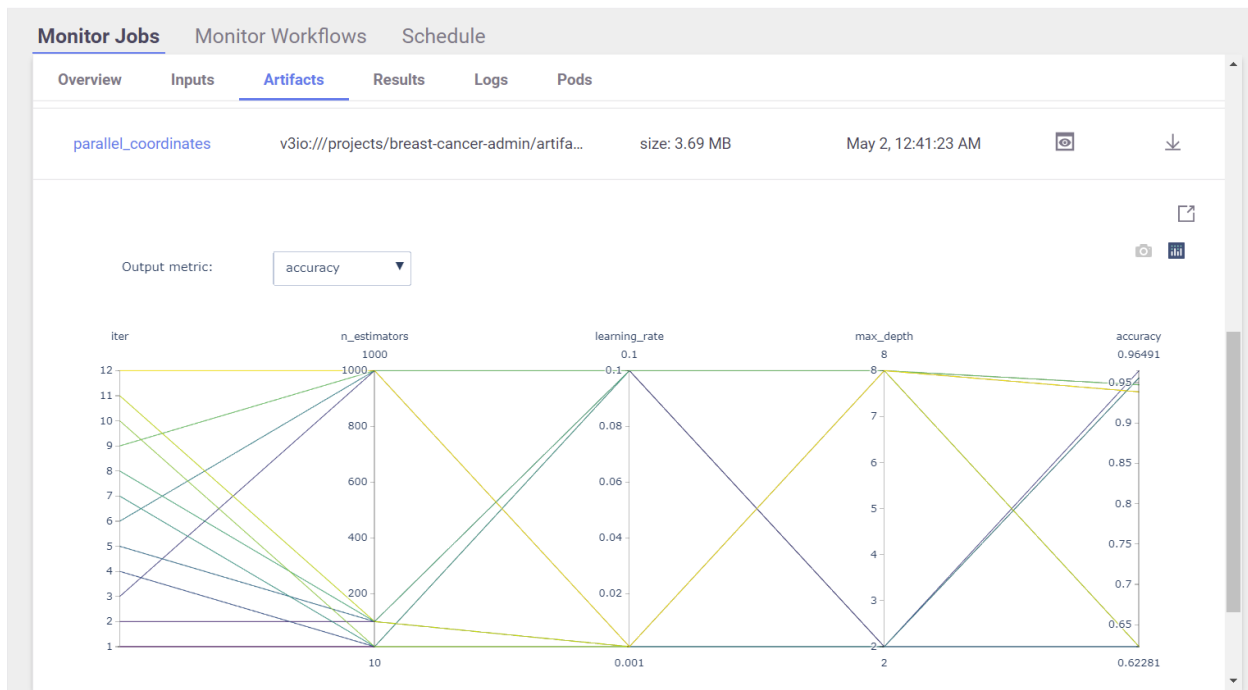 Monitor Jobs Monitor Workflows Schedule
Overview Inputs Artifacts Results Logs Pods
parallel_coordinates v3io:///projects/breast-cancer-admin/artifa... size: 3.69 MB May 2, 12:41:23 AM
Output metric: accuracy
iter n_estimators learning_rate max_depth accuracy
1000 0.1 8 0.96491
12 1000 0.1 8
11 0.95
10 800 0.08 7 0.9
9
8 600 0.06 6 0.85
7 0.8
6 5
5 400 0.04 4 0.75
4 0.7
3 200 0.02 3
2 0.65
1 2
10 0.001 2 0.62281